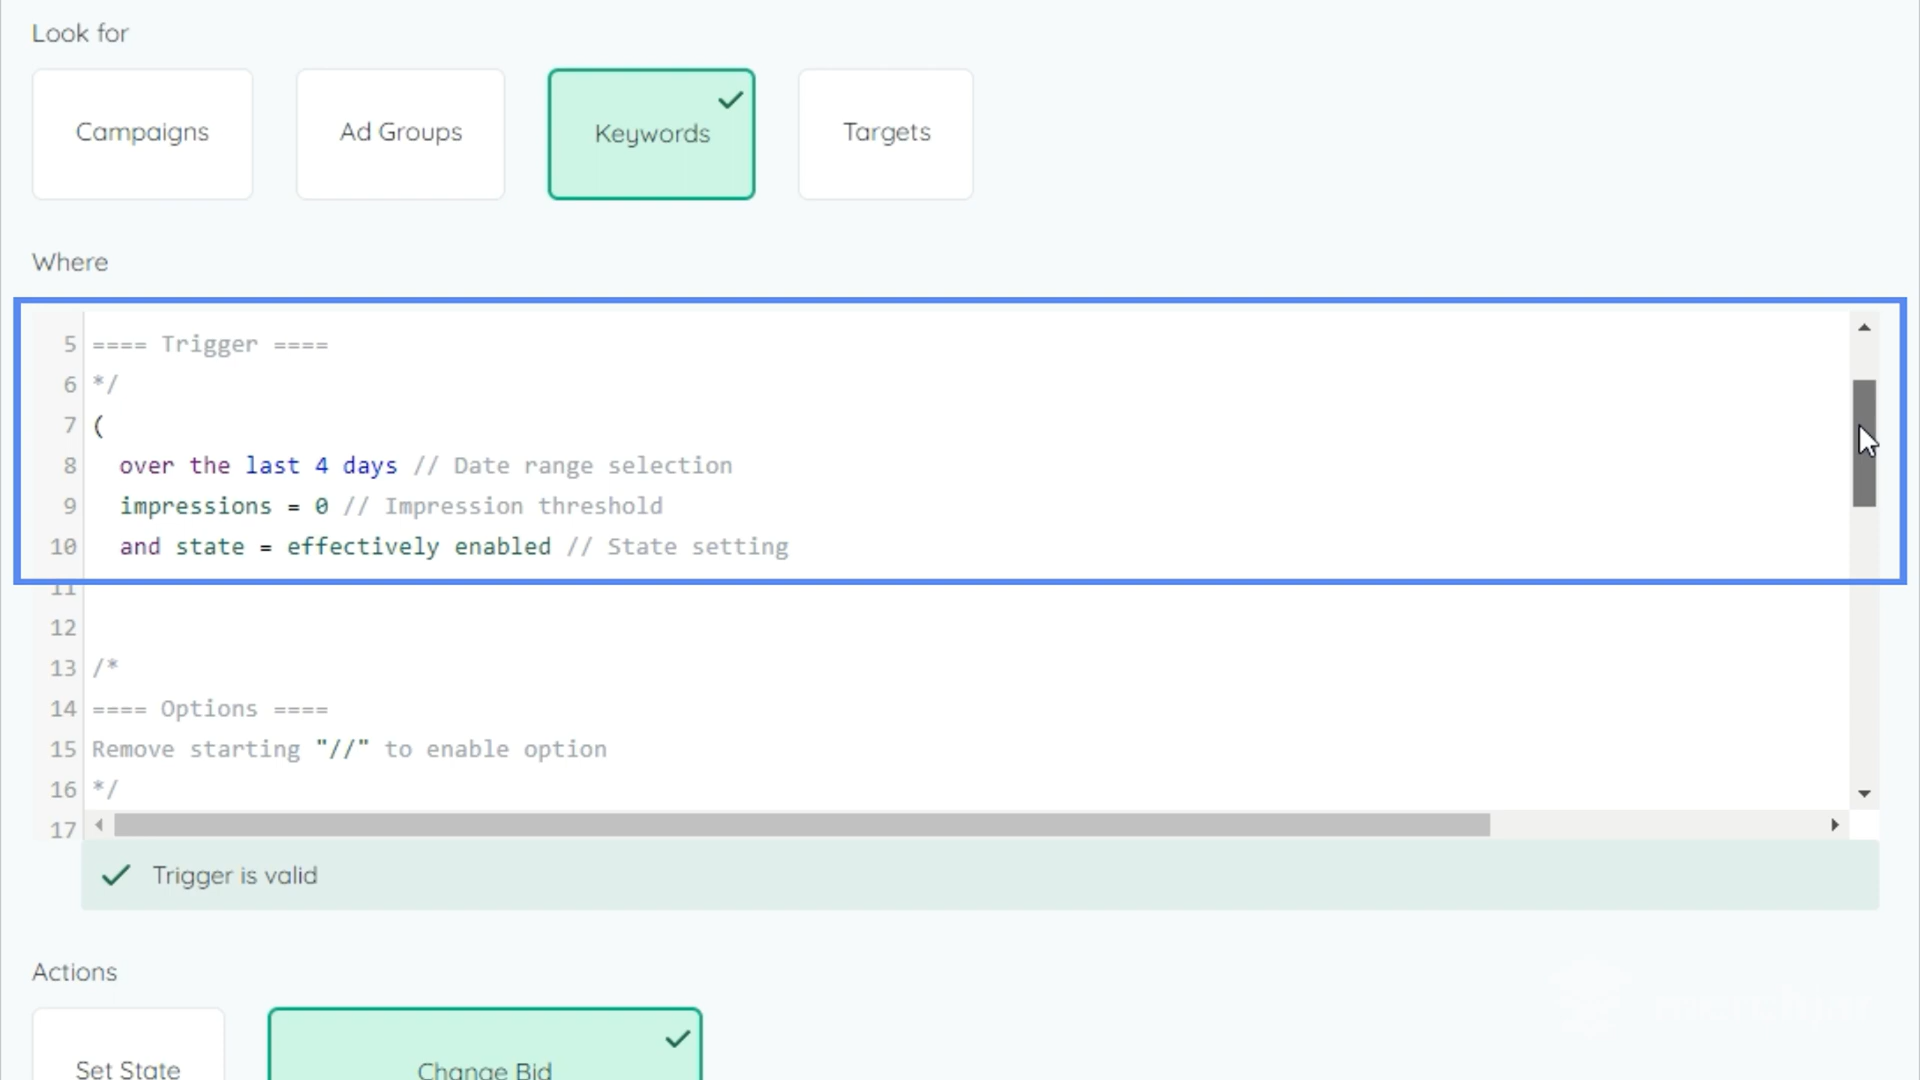 Look for
Campaigns Ad Groups Keywords Targets
Where
5 ==== Trigger ====
6 */
7 (
8 over the last 4 days // Date range selection
9 impressions = 0 // Impression threshold
10 and state = effectively enabled // State setting
11
12
13 /*
14 ==== Options ====
15 Remove starting "//" to enable option
16 */
17
Trigger is valid
Actions
Set State Change Bid